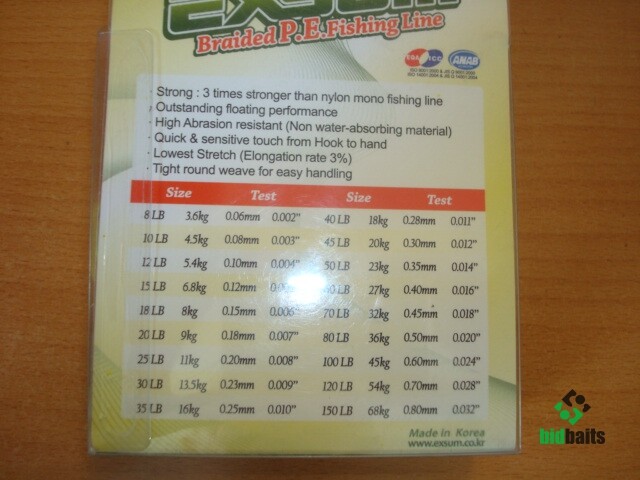 EXSUM
Braided P.E. Fishing Line
ANAB
· Strong : 3 times stronger than nylon mono fishing line
· Outstanding floating performance
· High Abrasion resistant (Non water-absorbing material)
· Quick & sensitive touch from Hook to hand
· Lowest Stretch (Elongation rate 3%)
· Tight round weave for easy handling
Size Test Size Test
8 LB 3.6kg 0.06mm 0.002” 40 LB 18kg 0.28mm 0.011”
10 LB 4.5kg 0.08mm 0.003” 45 LB 20kg 0.30mm 0.012”
12 LB 5.4kg 0.10mm 0.004” 50 LB 23kg 0.35mm 0.014”
15 LB 6.8kg 0.12mm LB 27kg 0.40mm 0.016”
18 LB 8kg 0.15mm 0.006” 70 LB 32kg 0.45mm 0.018”
20 LB 9kg 0.18mm 0.007” 80 LB 36kg 0.50mm 0.020”
25 LB 11kg 0.20mm 0.008” 100 LB 45kg 0.60mm 0.024”
30 LB 13.5kg 0.23mm 0.009” 120 LB 54kg 0.70mm 0.028”
35 LB 16kg 0.25mm 0.010” 150 LB 68kg 0.80mm 0.032”
Made in Korea
www.exsum.co.kr
bidbaits